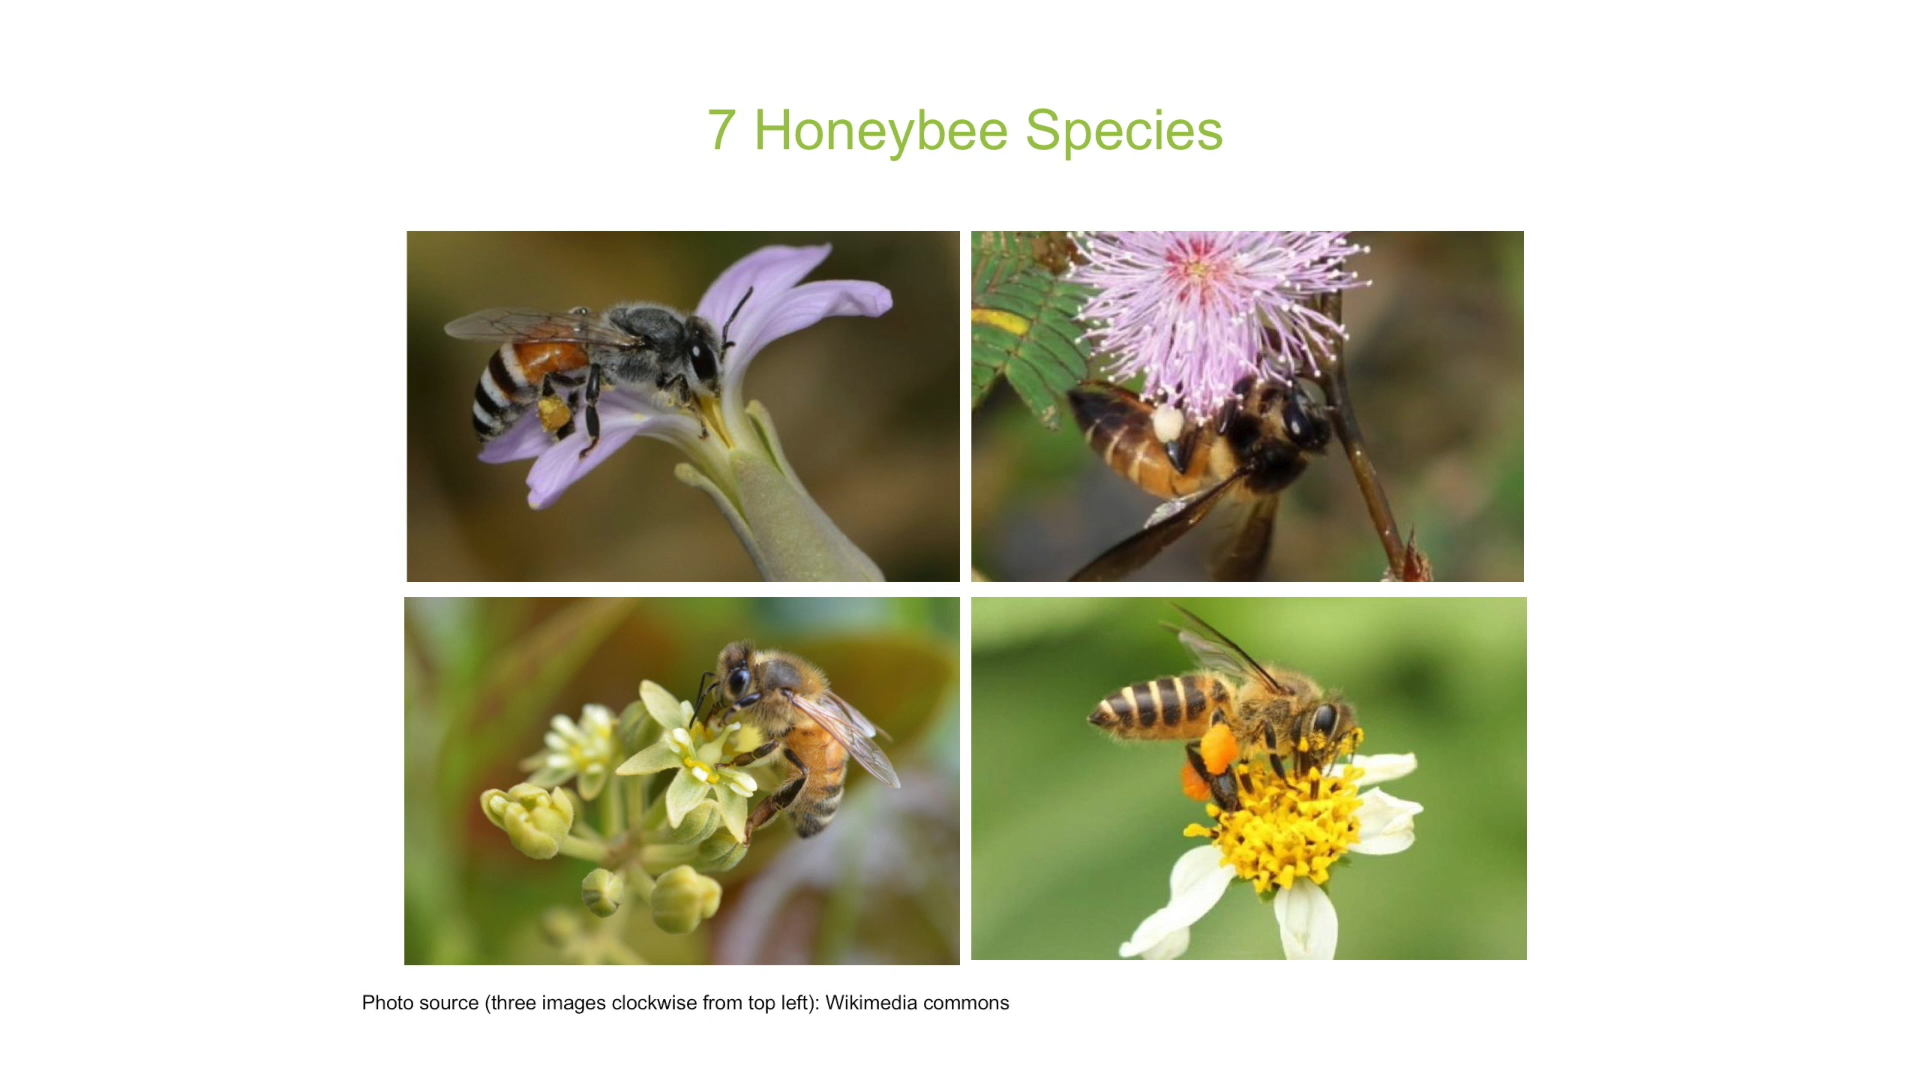 7 Honeybee Species
Photo source (three images clockwise from top left): Wikimedia commons